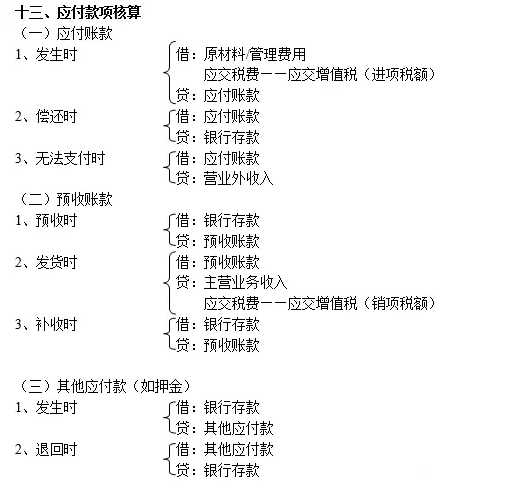 十三、应付款项核算
（一）应付账款
1、发生时 借：原材料/管理费用
应交税费——应交增值税（进项税额）
贷：应付账款
2、偿还时 借：应付账款
贷：银行存款
3、无法支付时 借：应付账款
贷：营业外收入
（二）预收账款
1、预收时 借：银行存款
贷：预收账款
2、发货时 借：预收账款
贷：主营业务收入
应交税费——应交增值税（销项税额）
3、补收时 借：银行存款
贷：预收账款
（三）其他应付款（如押金）
1、发生时 借：银行存款
贷：其他应付款
2、退回时 借：其他应付款
贷：银行存款